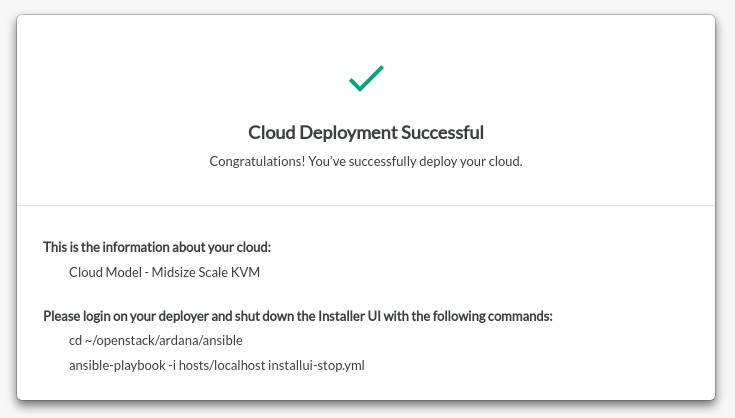 Cloud Deployment Successful
Congratulations! You've successfully deploy your cloud.
This is the information about your cloud:
Cloud Model - Midsize Scale KVM
Please login on your deployer and shut down the Installer UI with the following commands:
cd ~/openstack/ardana/ansible
ansible-playbook -i hosts/localhost installui-stop.yml